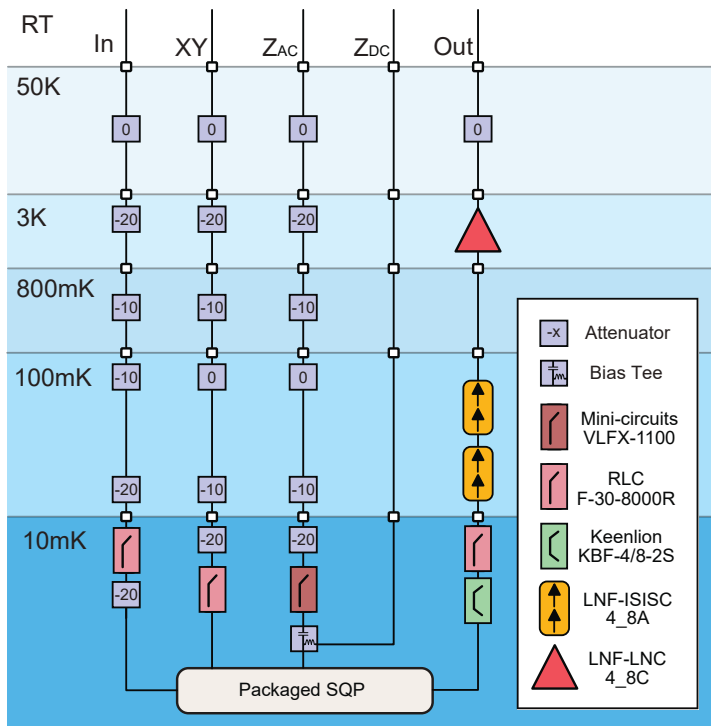 RT
In XY ZAC ZDC Out
50K
0 0 0 0
3K
-20 -20 -20
800mK
-10 -10 -10
100mK
-10 0 0
-20 -10 -10
10mK
-20 -20
-20
Packaged SQP
-x Attenuator
Bias Tee
Mini-circuits
VLFX-1100
RLC
F-30-8000R
Keenlion
KBF-4/8-2S
LNF-ISISC
4_8A
LNF-LNC
4_8C